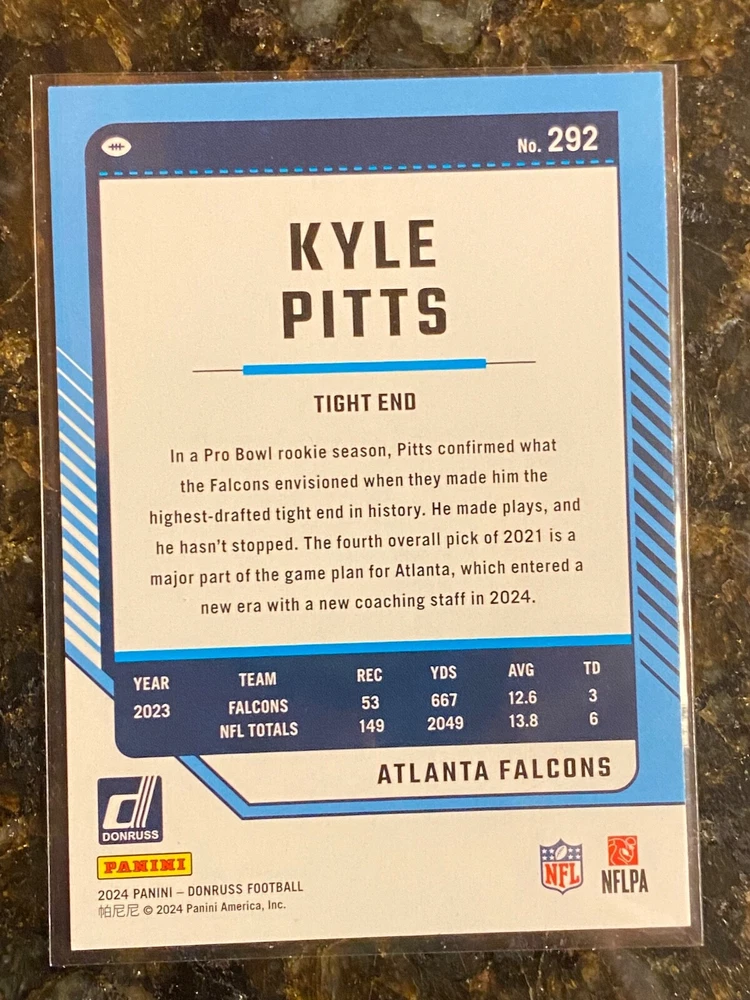 No. 292
KYLE
PITTS
TIGHT END
In a Pro Bowl rookie season, Pitts confirmed what
the Falcons envisioned when they made him the
highest-drafted tight end in history. He made plays, and
he hasn't stopped. The fourth overall pick of 2021 is a
major part of the game plan for Atlanta, which entered a
new era with a new coaching staff in 2024.
YEAR TEAM REC YDS AVG TD
2023 FALCONS 53 667 12.6 3
NFL TOTALS 149 2049 13.8 6
ATLANTA FALCONS
d
DONRUSS
PANINI
2024 PANINI – DONRUSS FOOTBALL
帕尼尼 © 2024 Panini America, Inc.
NFL
NFLPA